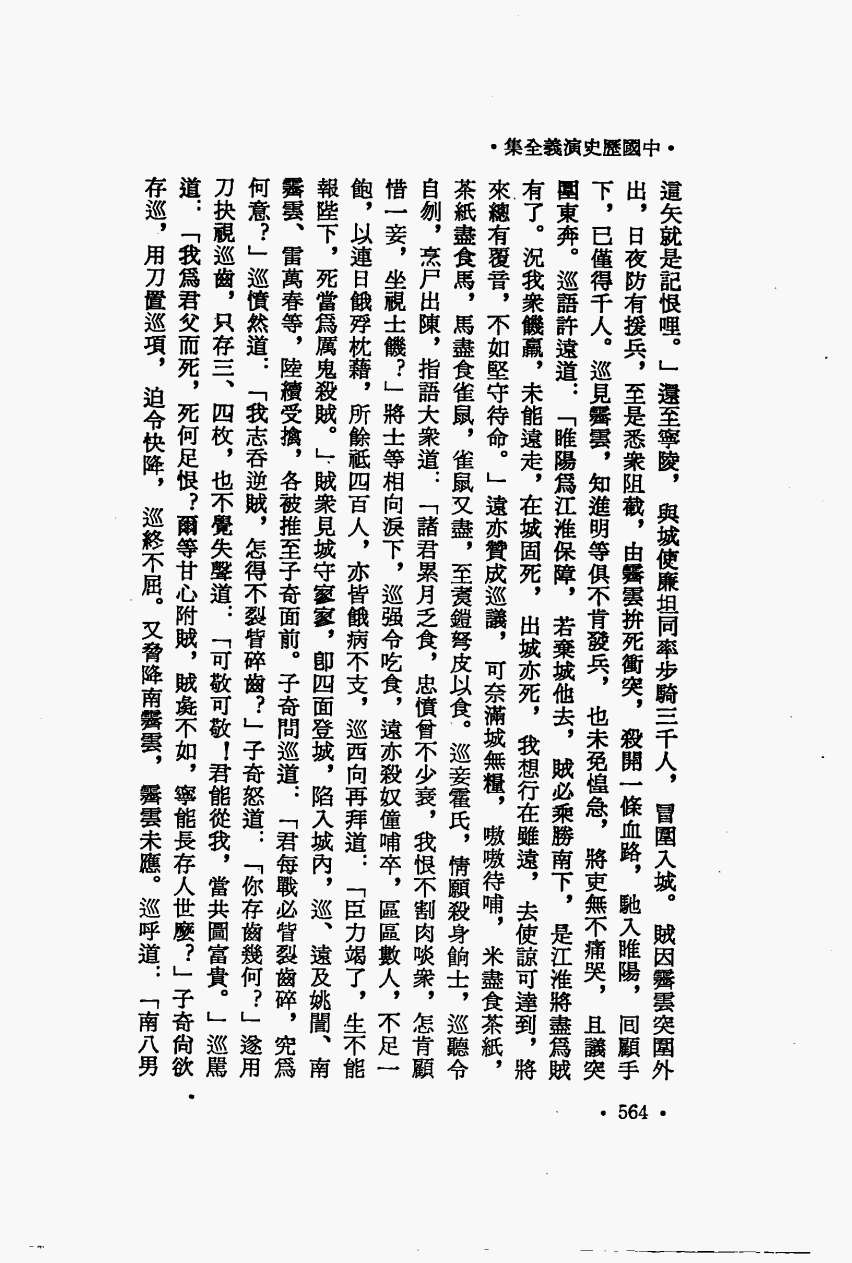 •中國歷史演義全集•
這矢就是記恨哩。」還至寧陵，與城使廉坦同率步騎三千人，冒圍入城。賊因霽雲突圍外
出，日夜防有援兵，至是悉衆阻截，由霽雲拚死衝突，殺開一條血路，馳入睢陽，回顧手
下，已僅得千人。巡見霽雲，知進明等俱不肯發兵，也未免惶急，將吏無不痛哭，且議突
圍東奔。巡語許遠道：「睢陽爲江淮保障，若棄城他去，賊必乘勝南下，是江淮將盡爲賊
有了。況我衆饑羸，未能遠走，在城固死，出城亦死，我想行在雖遠，去使諒可達到，將
來總有覆音，不如堅守待命。」遠亦贊成巡議，可奈滿城無糧，嗷嗷待哺，米盡食茶紙，
茶紙盡食馬，馬盡食雀鼠，雀鼠又盡，至煑鎧弩皮以食。巡妾霍氏，情願殺身餉士，巡聽令
自刎，烹尸出陳，指語大衆道：「諸君累月乏食，忠憤曾不少衰，我恨不割肉啖衆，怎肯顧
惜一妾，坐視士饑？」將士等相向淚下，巡强令吃食，遠亦殺奴僮哺卒，區區數人，不足一
飽，以連日餓殍枕藉，所餘祗四百人，亦皆餓病不支，巡西向再拜道：「臣力竭了，生不能
報陛下，死當爲厲鬼殺賊。」賊衆見城守寥寥，卽四面登城，陷入城內，巡、遠及姚誾、南
霽雲、雷萬春等，陸續受擒，各被推至子奇面前。子奇問巡道：「君每戰必眥裂齒碎，究爲
何意？」巡憤然道：「我志吞逆賊，怎得不裂眥碎齒？」子奇怒道：「你存齒幾何？」遂用
刀抉視巡齒，只存三、四枚，也不覺失聲道：「可敬可敬！君能從我，當共圖富貴。」巡罵
道：「我爲君父而死，死何足恨？爾等甘心附賊，賊彘不如，寧能長存人世麼？」子奇尙欲
存巡，用刀置巡項，迫令快降，巡終不屈。又脅降南霽雲，霽雲未應。巡呼道：「南八男
• 564 •